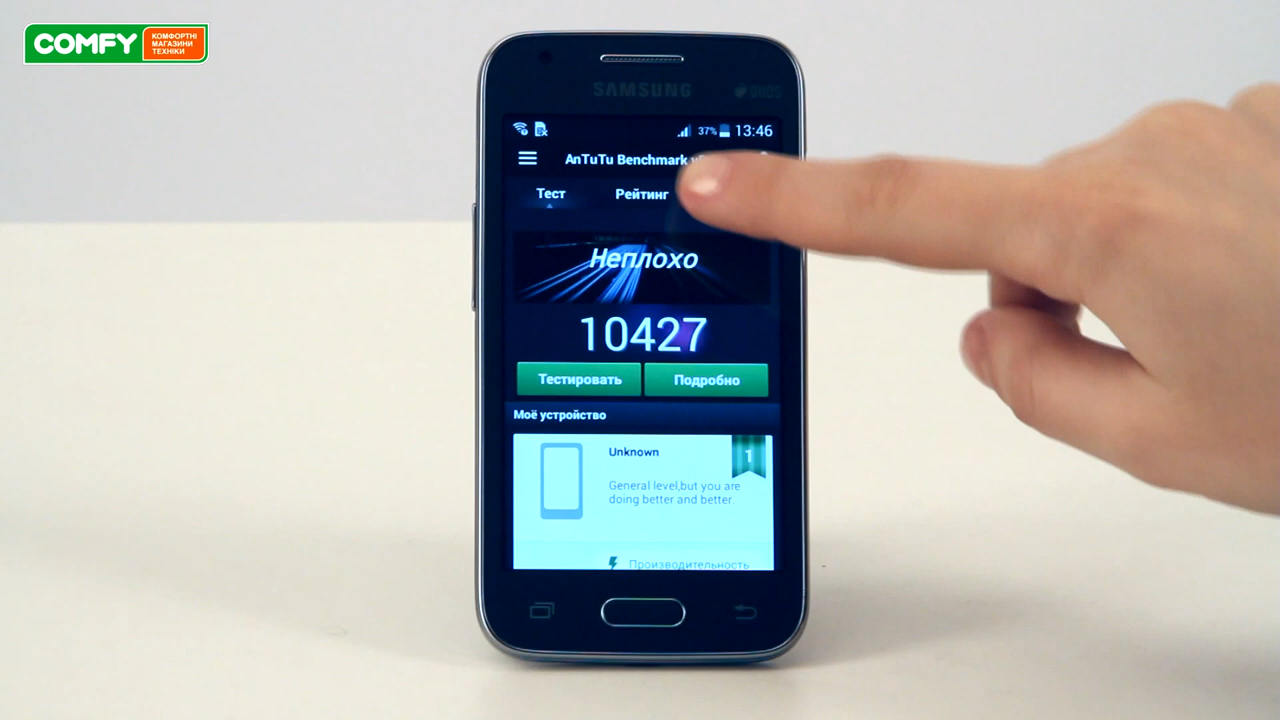 COMFY
КОМФОРТНІ
МАГАЗИНИ
ТЕХНІКИ
SAMSUNG
DUOS
37% 13:46
AnTuTu Benchmark
Тест Рейтинг
Неплохо
10427
Тестировать Подробно
Моё устройство
Unknown
1
General level,but you are
doing better and better.
Производительность